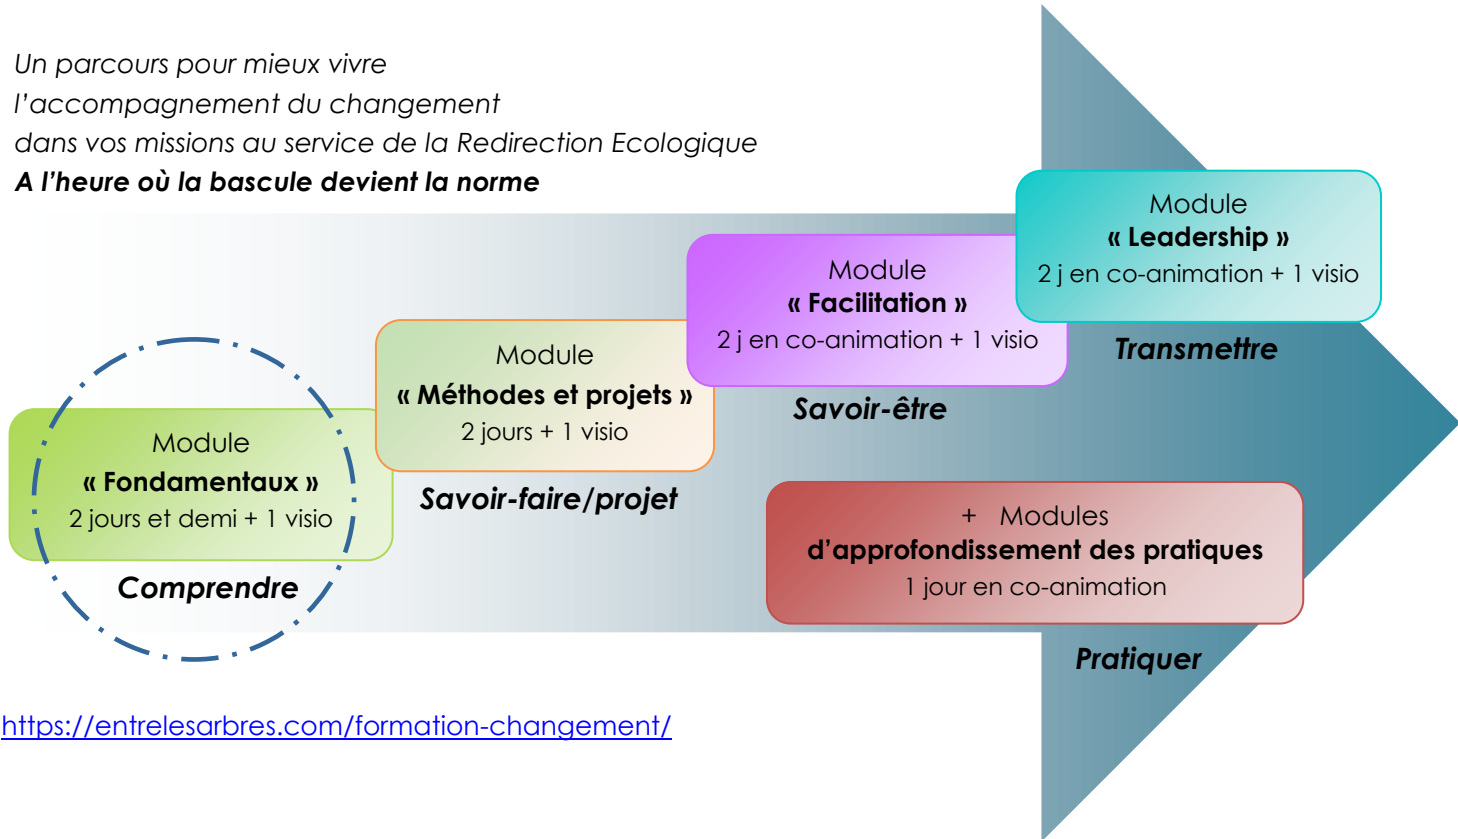 Un parcours pour mieux vivre
l’accompagnement du changement
dans vos missions au service de la Redirection Ecologique
A l’heure où la bascule devient la norme
Module
« Fondamentaux »
2 jours et demi + 1 visio
Comprendre
Module
« Méthodes et projets »
2 jours + 1 visio
Savoir-faire/projet
Module
« Facilitation »
2 j en co-animation + 1 visio
Savoir-être
Module
« Leadership »
2 j en co-animation + 1 visio
Transmettre
+ Modules
d’approfondissement des pratiques
1 jour en co-animation
Pratiquer
https://entrelesarbres.com/formation-changement/